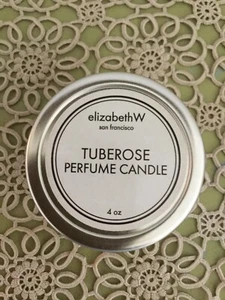 elizabethW
san francisco
TUBEROSE
PERFUME CANDLE
4 oz